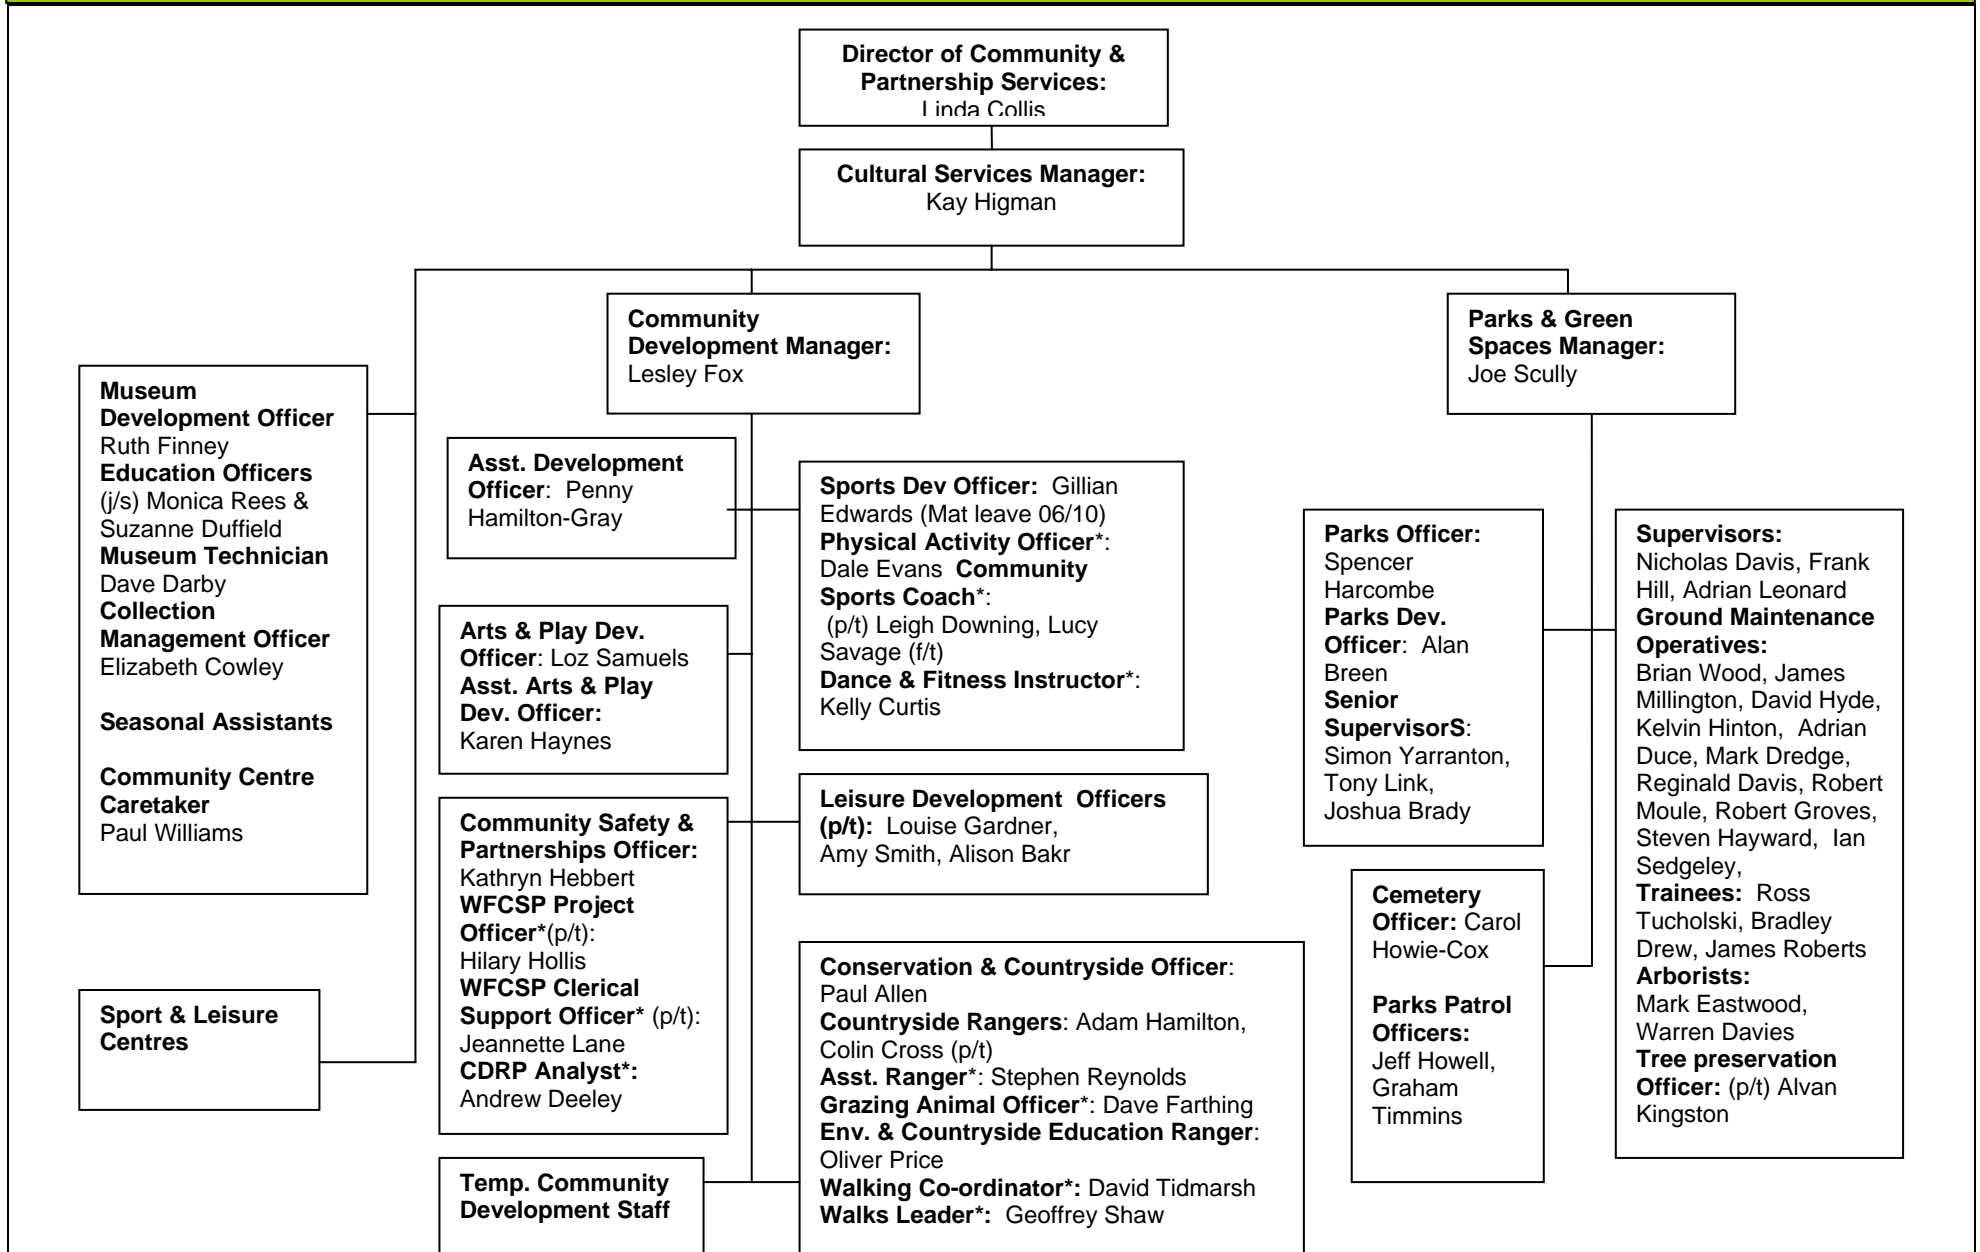 Director of Community &
Partnership Services:
Linda Collis
Cultural Services Manager:
Kay Higman
Community
Development Manager:
Lesley Fox
Parks & Green
Spaces Manager:
Joe Scully
Museum
Development Officer
Ruth Finney
Education Officers
(j/s) Monica Rees &
Suzanne Duffield
Museum Technician
Dave Darby
Collection
Management Officer
Elizabeth Cowley
Seasonal Assistants
Community Centre
Caretaker
Paul Williams
Sport & Leisure
Centres
Asst. Development
Officer: Penny
Hamilton-Gray
Arts & Play Dev.
Officer: Loz Samuels
Asst. Arts & Play
Dev. Officer:
Karen Haynes
Community Safety &
Partnerships Officer:
Kathryn Hebbert
WFCSP Project
Officer*(p/t):
Hilary Hollis
WFCSP Clerical
Support Officer* (p/t):
Jeannette Lane
CDRP Analyst*:
Andrew Deeley
Temp. Community
Development Staff
Sports Dev Officer: Gillian
Edwards (Mat leave 06/10)
Physical Activity Officer*:
Dale Evans Community
Sports Coach*:
(p/t) Leigh Downing, Lucy
Savage (f/t)
Dance & Fitness Instructor*:
Kelly Curtis
Leisure Development Officers
(p/t): Louise Gardner,
Amy Smith, Alison Bakr
Conservation & Countryside Officer:
Paul Allen
Countryside Rangers: Adam Hamilton,
Colin Cross (p/t)
Asst. Ranger*: Stephen Reynolds
Grazing Animal Officer*: Dave Farthing
Env. & Countryside Education Ranger:
Oliver Price
Walking Co-ordinator*: David Tidmarsh
Walks Leader*: Geoffrey Shaw
Parks Officer:
Spencer
Harcombe
Parks Dev.
Officer: Alan
Breen
Senior
SupervisorS:
Simon Yarranton,
Tony Link,
Joshua Brady
Cemetery
Officer: Carol
Howie-Cox
Parks Patrol
Officers:
Jeff Howell,
Graham
Timmins
Supervisors:
Nicholas Davis, Frank
Hill, Adrian Leonard
Ground Maintenance
Operatives:
Brian Wood, James
Millington, David Hyde,
Kelvin Hinton, Adrian
Duce, Mark Dredge,
Reginald Davis, Robert
Moule, Robert Groves,
Steven Hayward, Ian
Sedgeley,
Trainees: Ross
Tucholski, Bradley
Drew, James Roberts
Arborists:
Mark Eastwood,
Warren Davies
Tree preservation
Officer: (p/t) Alvan
Kingston